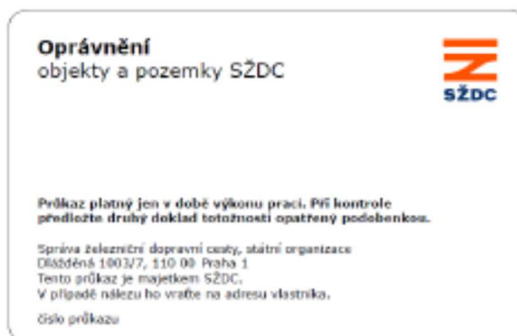 Oprávnění
objekty a pozemky SŽDC
SŽDC
Průkaz platný jen v době výkonu prací. Při kontrole
předložte druhý doklad totožnosti opatřený podobenkou.
Správa železniční dopravní cesty, státní organizace
Dlážděná 1003/7, 110 00 Praha 1
Tento průkaz je majetkem SŽDC.
V případě nálezu ho vraťte na adresu vlastníka.
číslo průkazu